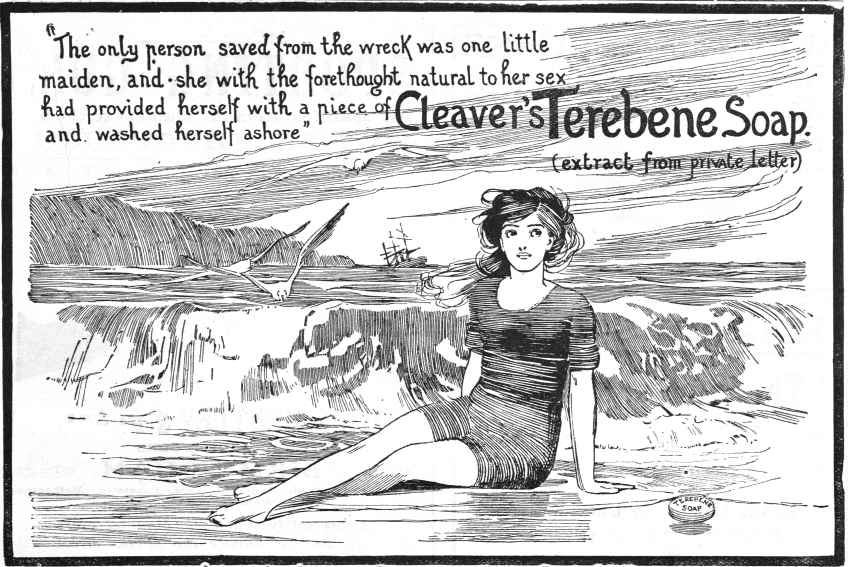 "The only person saved from the wreck was one little
maiden, and she with the forethought natural to her sex
had provided herself with a piece of Cleaver's Terebene Soap.
and washed herself ashore"
(extract from private letter)
TEREBENE
SOAP